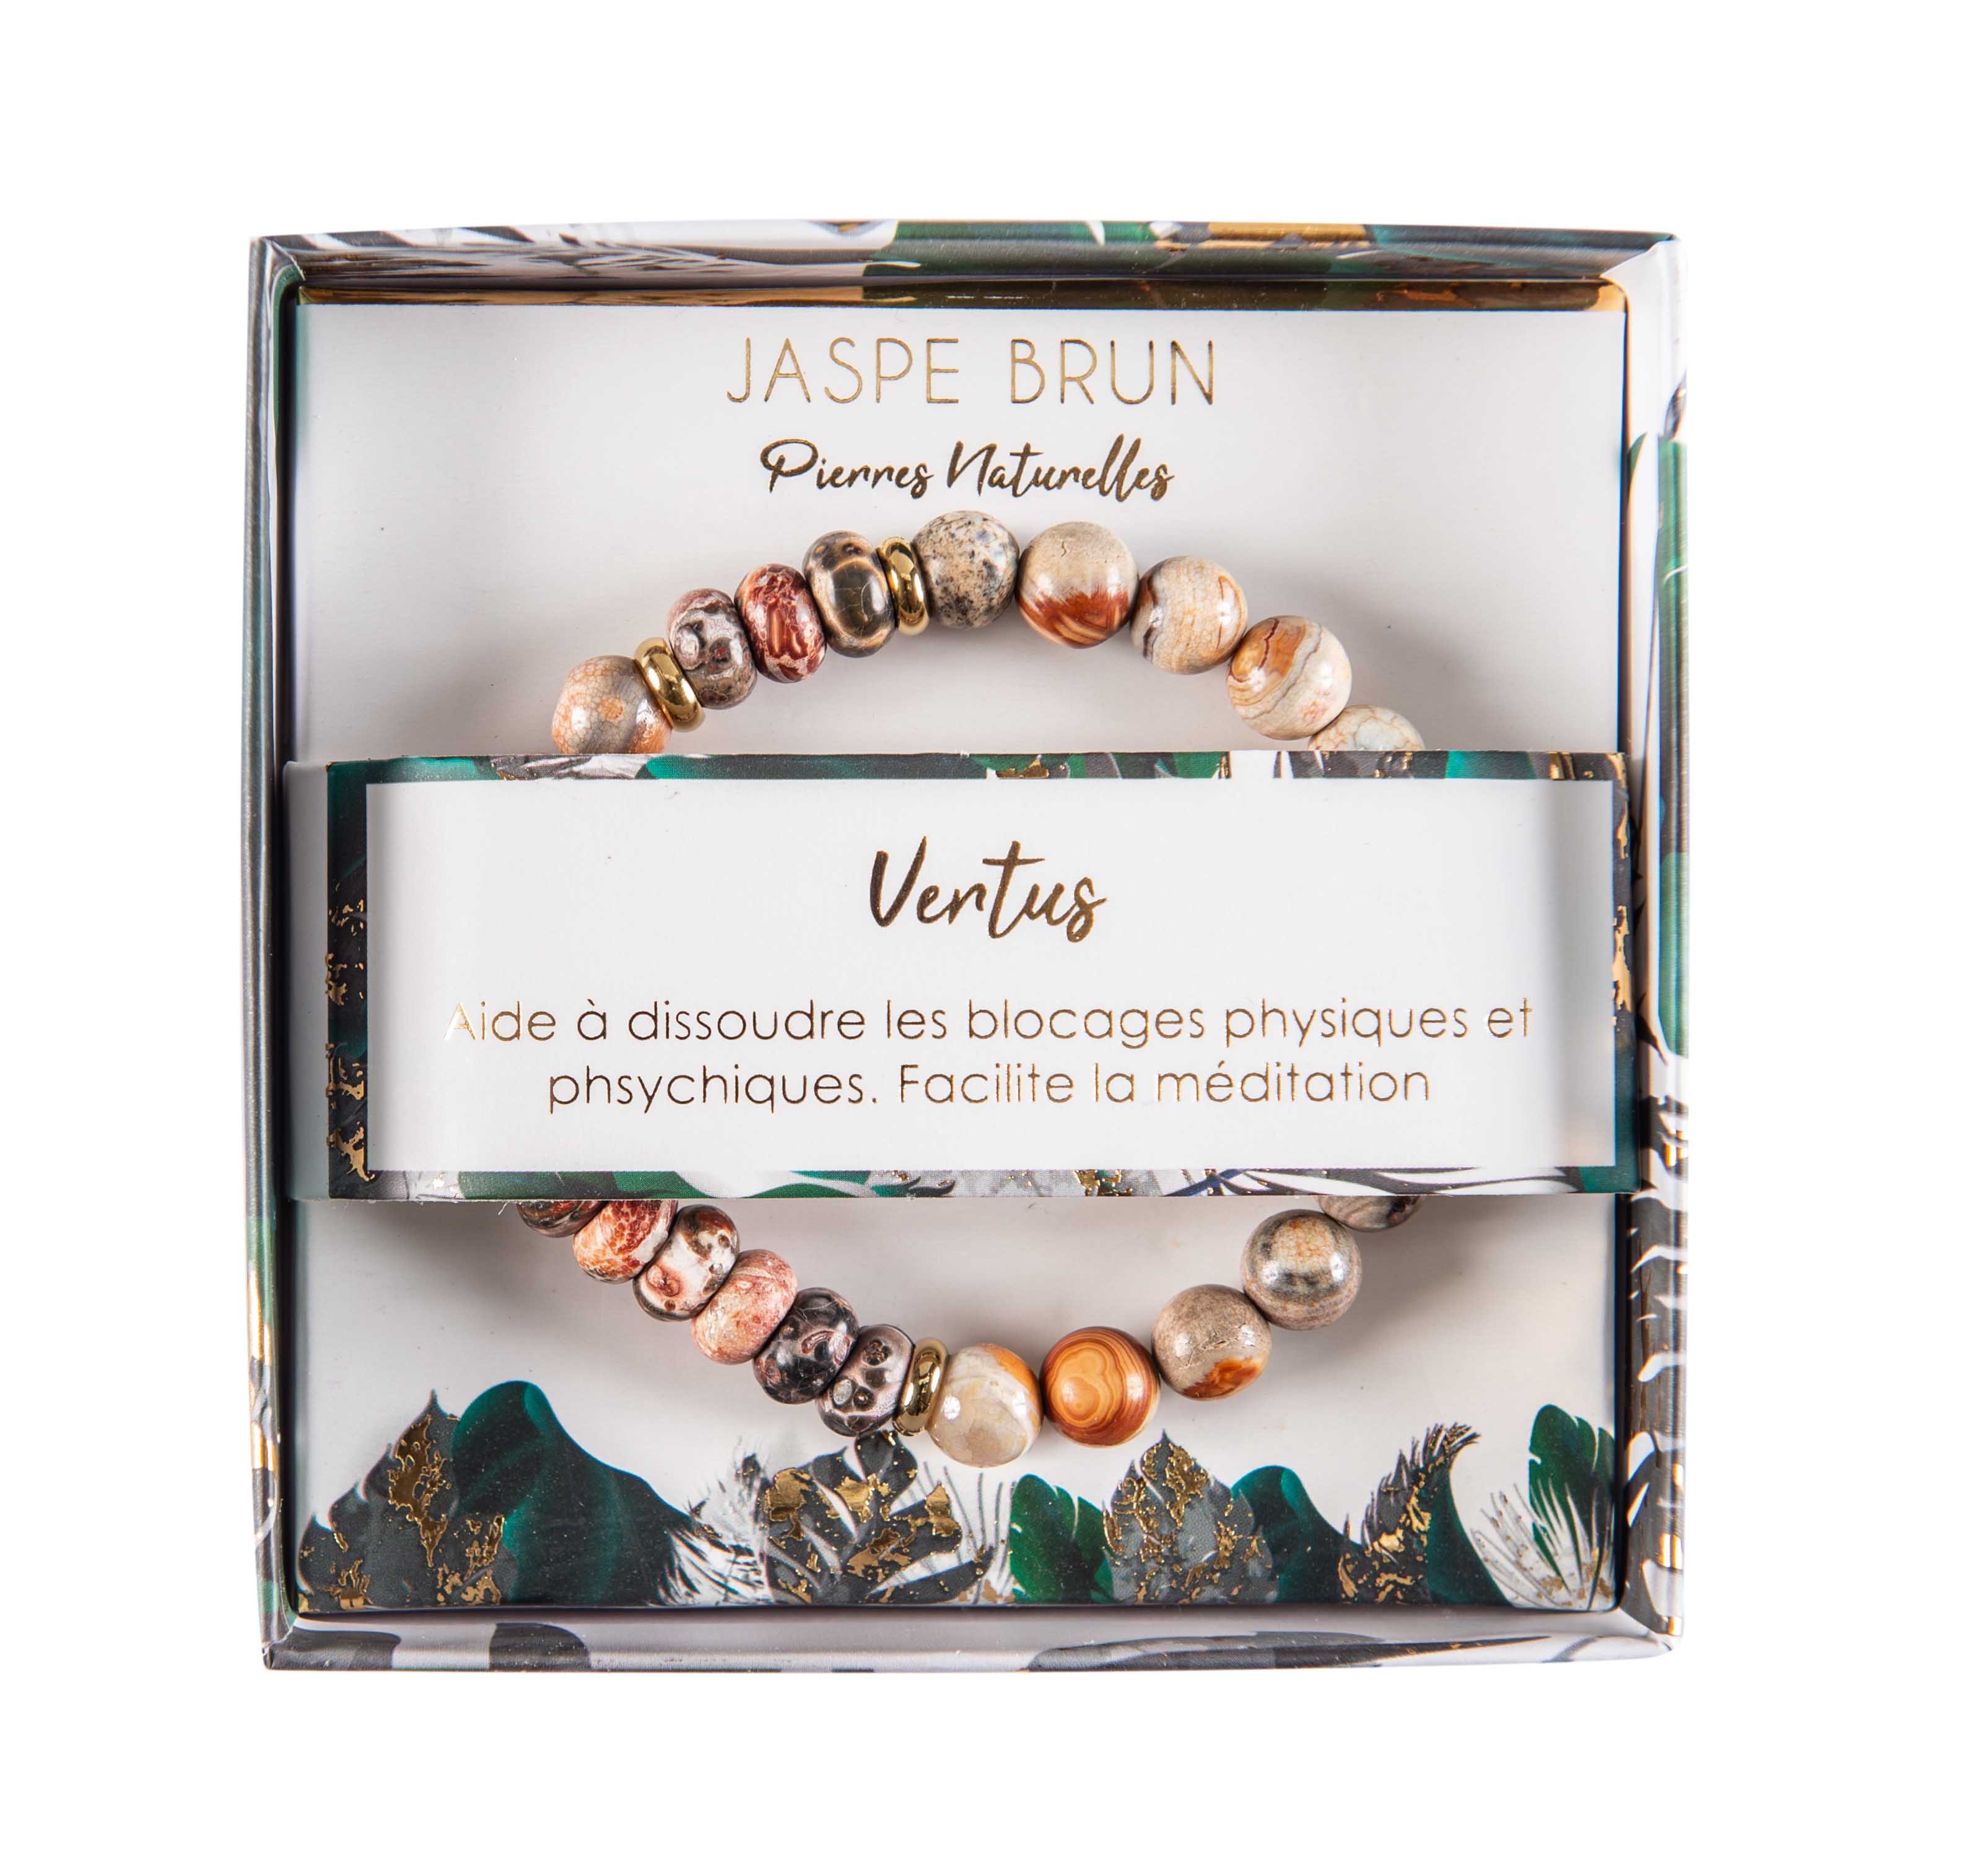 JASPE BRUN
Pierres Naturelles
Vertus
Aide à dissoudre les blocages physiques et
phsychiques. Facilite la méditation